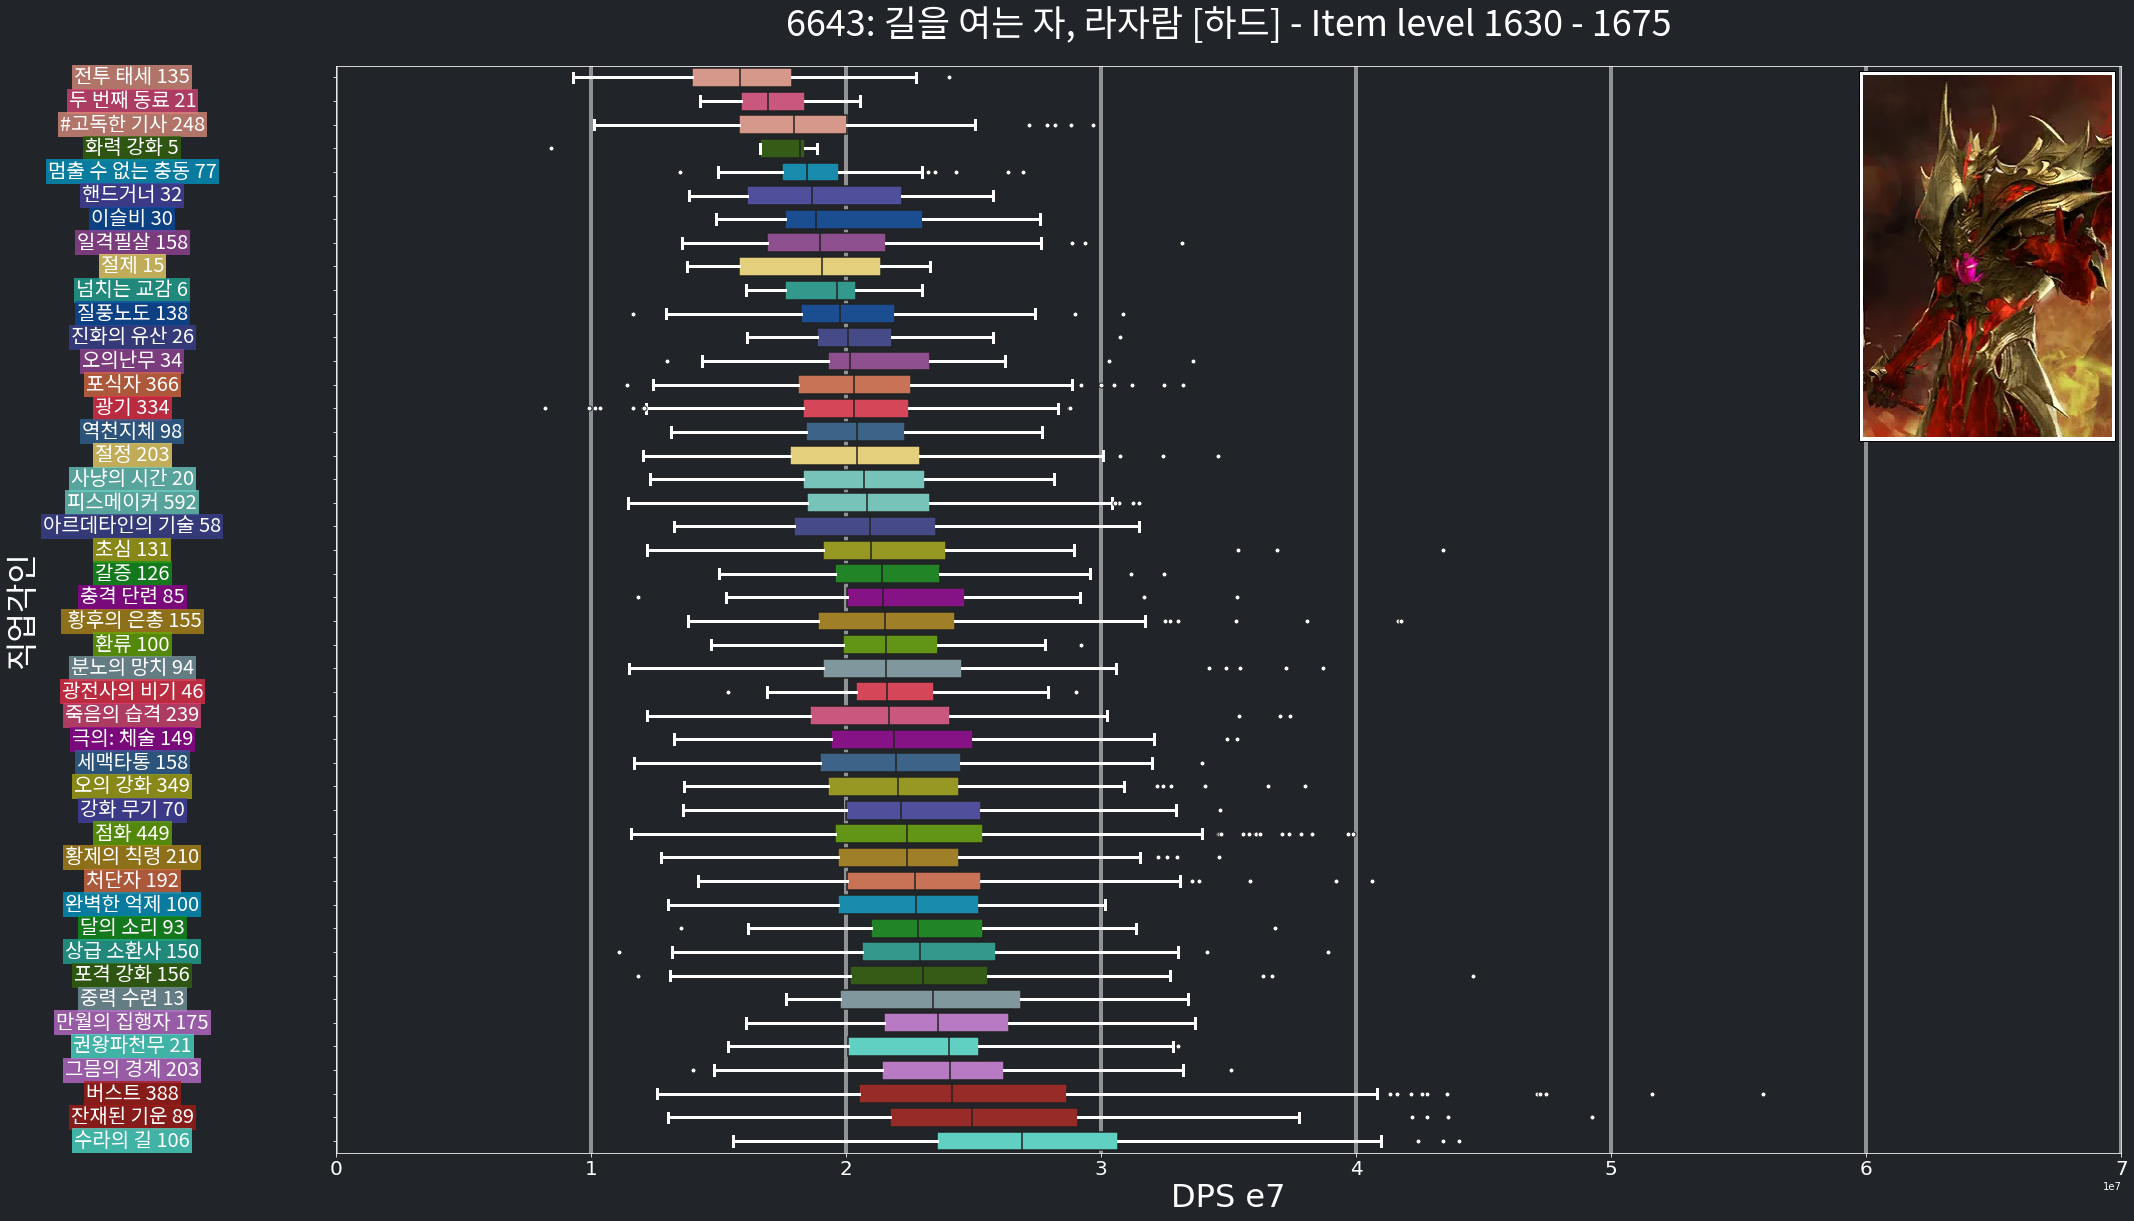 6643: 길을 여는 자, 라자람 [하드] - Item level 1630 - 1675
전투 태세 135
두 번째 동료 21
#고독한 기사 248
화력 강화 5
멈출 수 없는 충동 77
핸드거너 32
이슬비 30
일격필살 158
절제 15
넘치는 교감 6
질풍노도 138
진화의 유산 26
오의난무 34
포식자 366
광기 334
역천지체 98
절정 203
사냥의 시간 20
피스메이커 592
아르데타인의 기술 58
초심 131
갈증 126
충격 단련 85
황후의 은총 155
환류 100
분노의 망치 94
광전사의 비기 46
죽음의 습격 239
극의: 체술 149
세맥타통 158
오의 강화 349
강화 무기 70
점화 449
황제의 칙령 210
처단자 192
완벽한 억제 100
달의 소리 93
상급 소환사 150
포격 강화 156
중력 수련 13
만월의 집행자 175
권왕파천무 21
그믐의 경계 203
버스트 388
잔재된 기운 89
수라의 길 106
직업각인
0 1 2 3 4 5 6 7
1e7
DPS e7